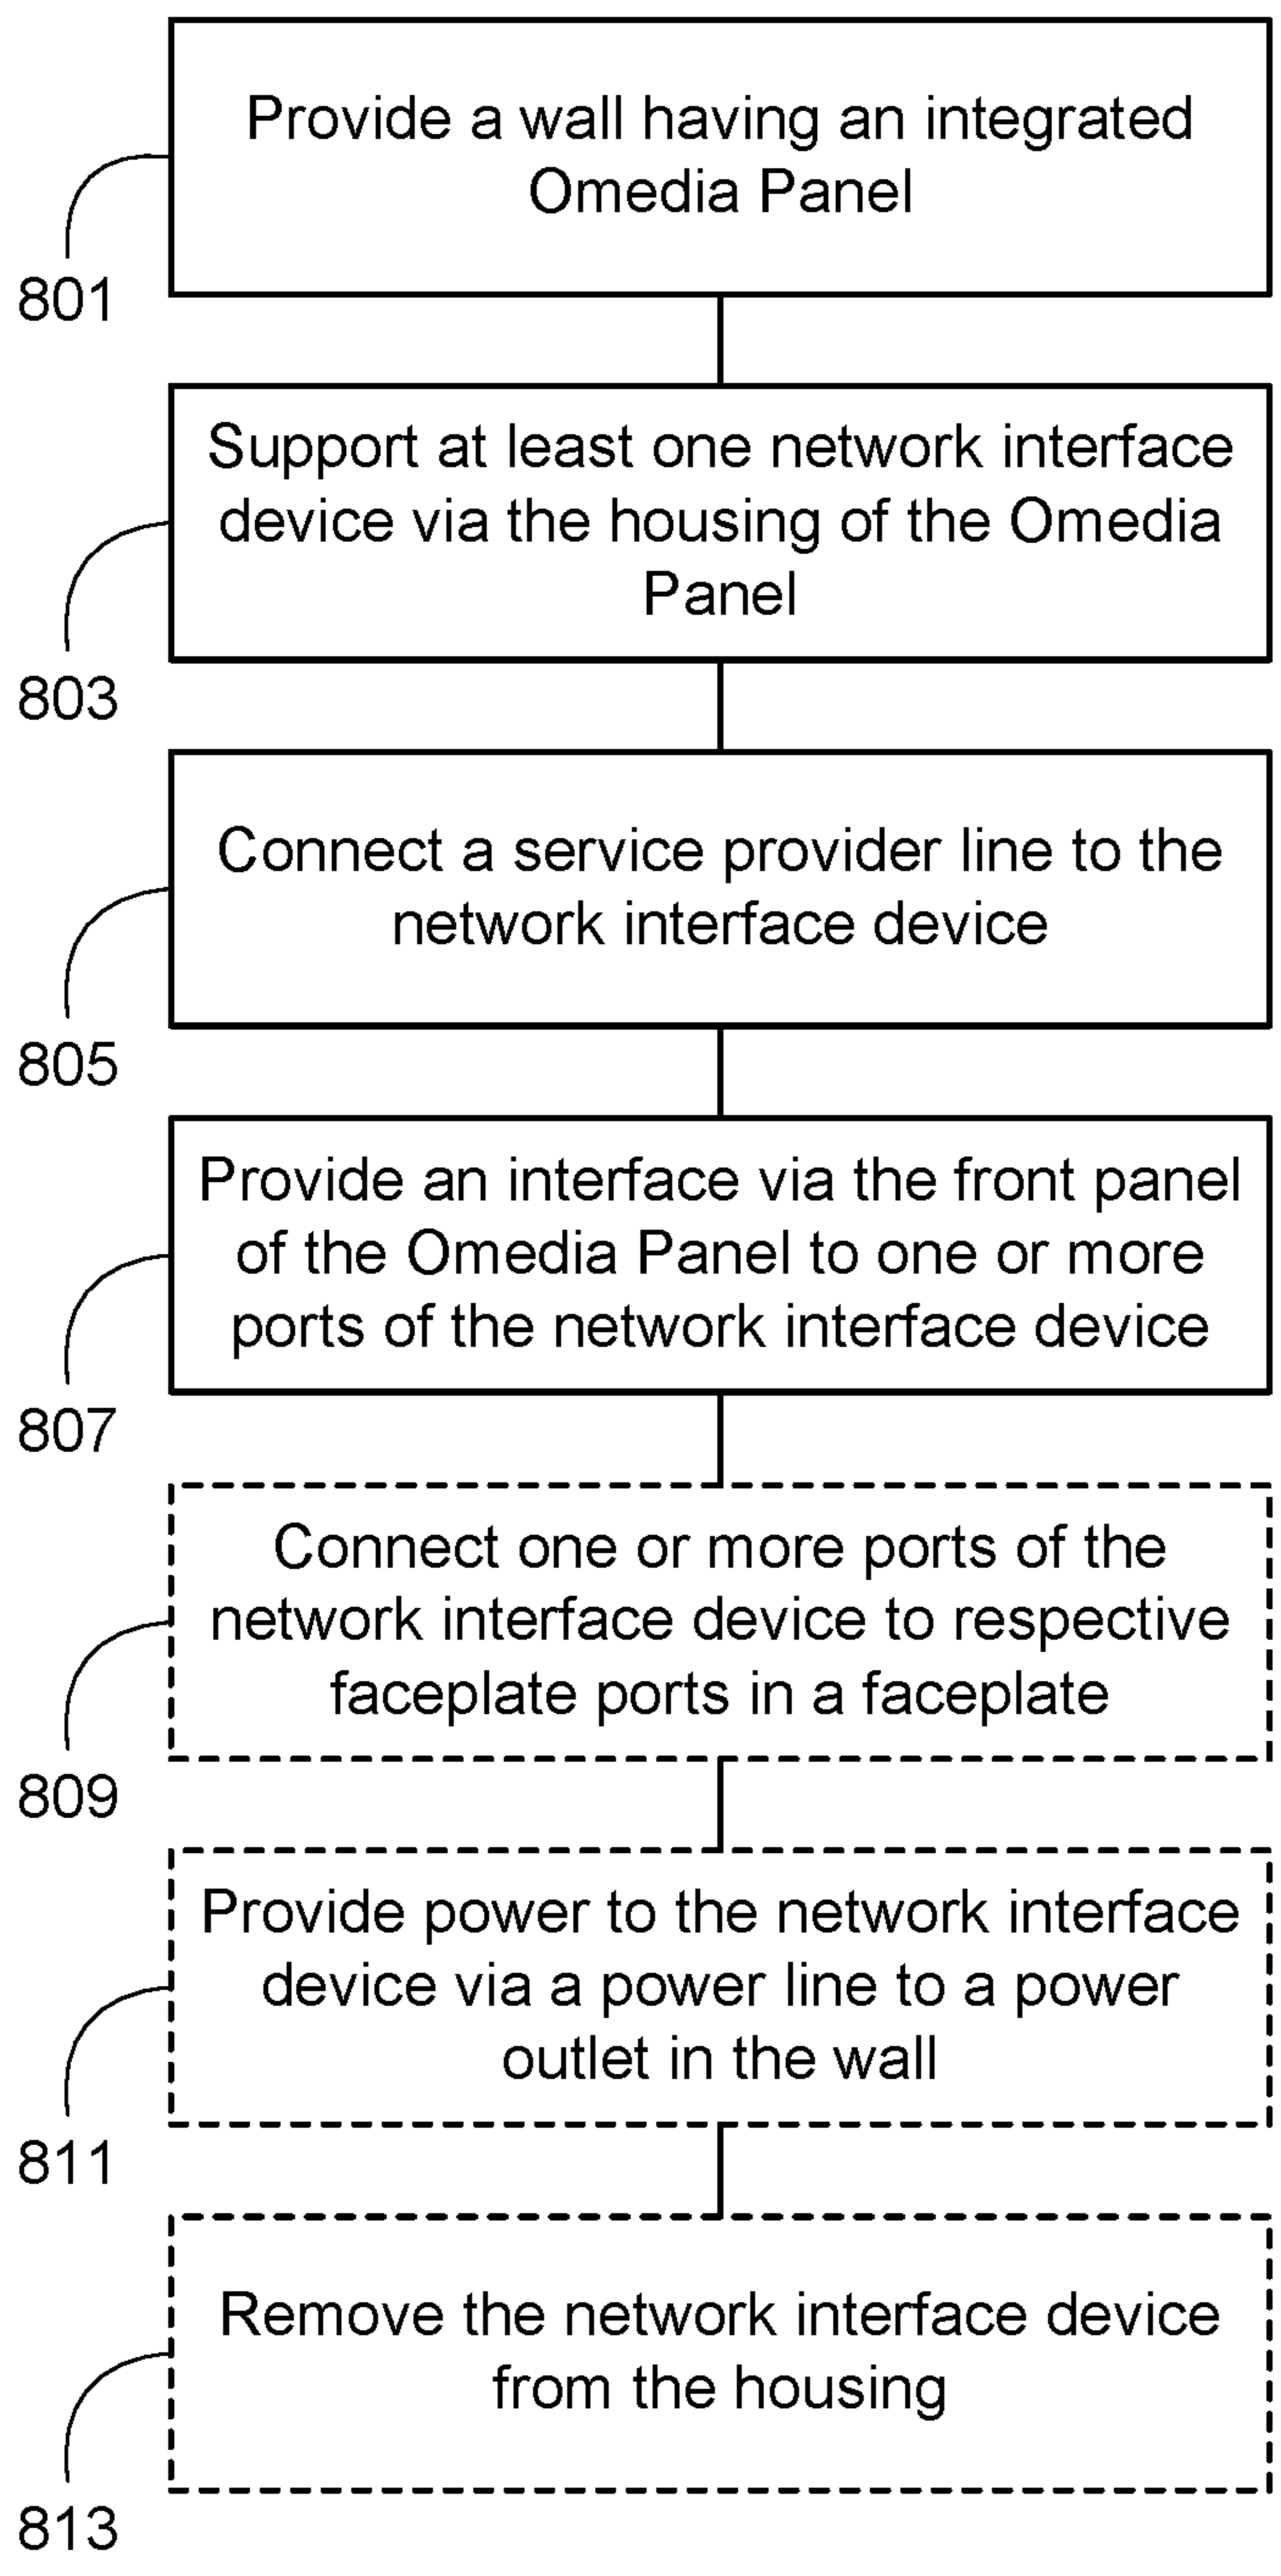 Provide a wall having an integrated
Omedia Panel
801
Support at least one network interface
device via the housing of the Omedia
Panel
803
Connect a service provider line to the
network interface device
805
Provide an interface via the front panel
of the Omedia Panel to one or more
ports of the network interface device
807
Connect one or more ports of the
network interface device to respective
faceplate ports in a faceplate
809
Provide power to the network interface
device via a power line to a power
outlet in the wall
811
Remove the network interface device
from the housing
813